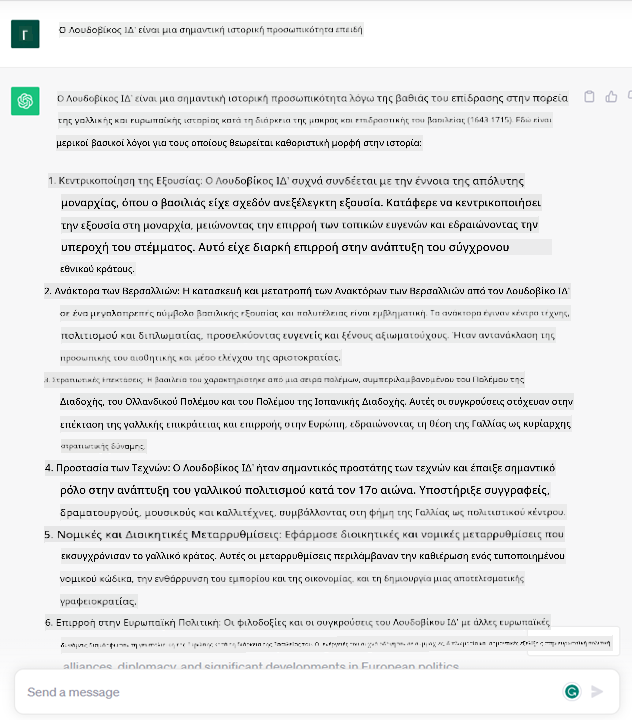 Γ
Ο Λουδοβίκος ΙΔ' είναι μια σημαντική ιστορική προσωπικότητα επειδή
Ο Λουδοβίκος ΙΔ' είναι μια σημαντική ιστορική προσωπικότητα λόγω της βαθιάς του επίδρασης στην πορεία
της γαλλικής και ευρωπαϊκής ιστορίας κατά τη διάρκεια της μακράς και επιδραστικής του βασιλείας (1643-1715). Εδώ είναι
μερικοί βασικοί λόγοι για τους οποίους θεωρείται καθοριστική μορφή στην ιστορία:
1. Κεντρικοποίηση της Εξουσίας: Ο Λουδοβίκος ΙΔ' συχνά συνδέεται με την έννοια της απόλυτης
μοναρχίας, όπου ο βασιλιάς είχε σχεδόν ανεξέλεγκτη εξουσία. Κατάφερε να κεντρικοποιήσει
την εξουσία στη μοναρχία, μειώνοντας την επιρροή των τοπικών ευγενών και εδραιώνοντας την
υπεροχή του στέμματος. Αυτό είχε διαρκή επιρροή στην ανάπτυξη του σύγχρονου
εθνικού κράτους.
2. Ανάκτορα των Βερσαλλιών: Η κατασκευή και μετατροπή των Ανακτόρων των Βερσαλλιών από τον Λουδοβίκο ΙΔ'
σε ένα μεγαλοπρεπές σύμβολο βασιλικής εξουσίας και πολυτέλειας είναι εμβληματική. Τα ανάκτορα έγιναν κέντρο τέχνης,
πολιτισμού και διπλωματίας, προσελκύοντας ευγενείς και ξένους αξιωματούχους. Ήταν αντανάκλαση της
προσωπικής του αισθητικής και μέσο ελέγχου της αριστοκρατίας.
3. Στρατιωτικές Επεκτάσεις: Η βασιλεία του χαρακτηρίστηκε από μια σειρά πολέμων, συμπεριλαμβανομένου του Πολέμου της
Διαδοχής, του Ολλανδικού Πολέμου και του Πολέμου της Ισπανικής Διαδοχής. Αυτές οι συγκρούσεις στόχευαν στην
επέκταση της γαλλικής επικράτειας και επιρροής στην Ευρώπη, εδραιώνοντας τη θέση της Γαλλίας ως κυρίαρχης
στρατιωτικής δύναμης.
4. Προστασία των Τεχνών: Ο Λουδοβίκος ΙΔ' ήταν σημαντικός προστάτης των τεχνών και έπαιξε σημαντικό
ρόλο στην ανάπτυξη του γαλλικού πολιτισμού κατά τον 17ο αιώνα. Υποστήριξε συγγραφείς,
δραματουργούς, μουσικούς και καλλιτέχνες, συμβάλλοντας στη φήμη της Γαλλίας ως πολιτιστικού κέντρου.
5. Νομικές και Διοικητικές Μεταρρυθμίσεις: Εφάρμοσε διοικητικές και νομικές μεταρρυθμίσεις που
εκσυγχρόνισαν το γαλλικό κράτος. Αυτές οι μεταρρυθμίσεις περιλάμβαναν την καθιέρωση ενός τυποποιημένου
νομικού κώδικα, την ενθάρρυνση του εμπορίου και της οικονομίας, και τη δημιουργία μιας αποτελεσματικής
γραφειοκρατίας.
6. Επιρροή στην Ευρωπαϊκή Πολιτική: Οι φιλοδοξίες και οι συγκρούσεις του Λουδοβίκου ΙΔ' με άλλες ευρωπαϊκές
alliances, diplomacy, and significant developments in European politics.
Send a message